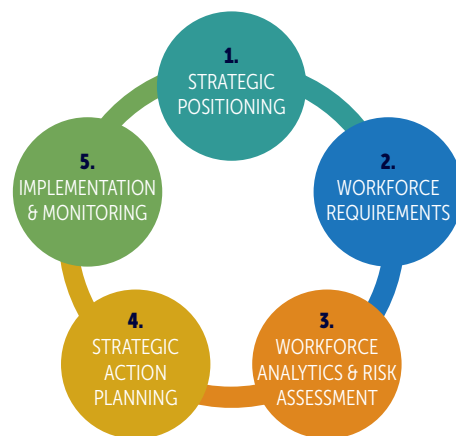 1.
STRATEGIC
POSITIONING
2.
WORKFORCE
REQUIREMENTS
3.
WORKFORCE
ANALYTICS & RISK
ASSESSMENT
4.
STRATEGIC
ACTION
PLANNING
5.
IMPLEMENTATION
& MONITORING